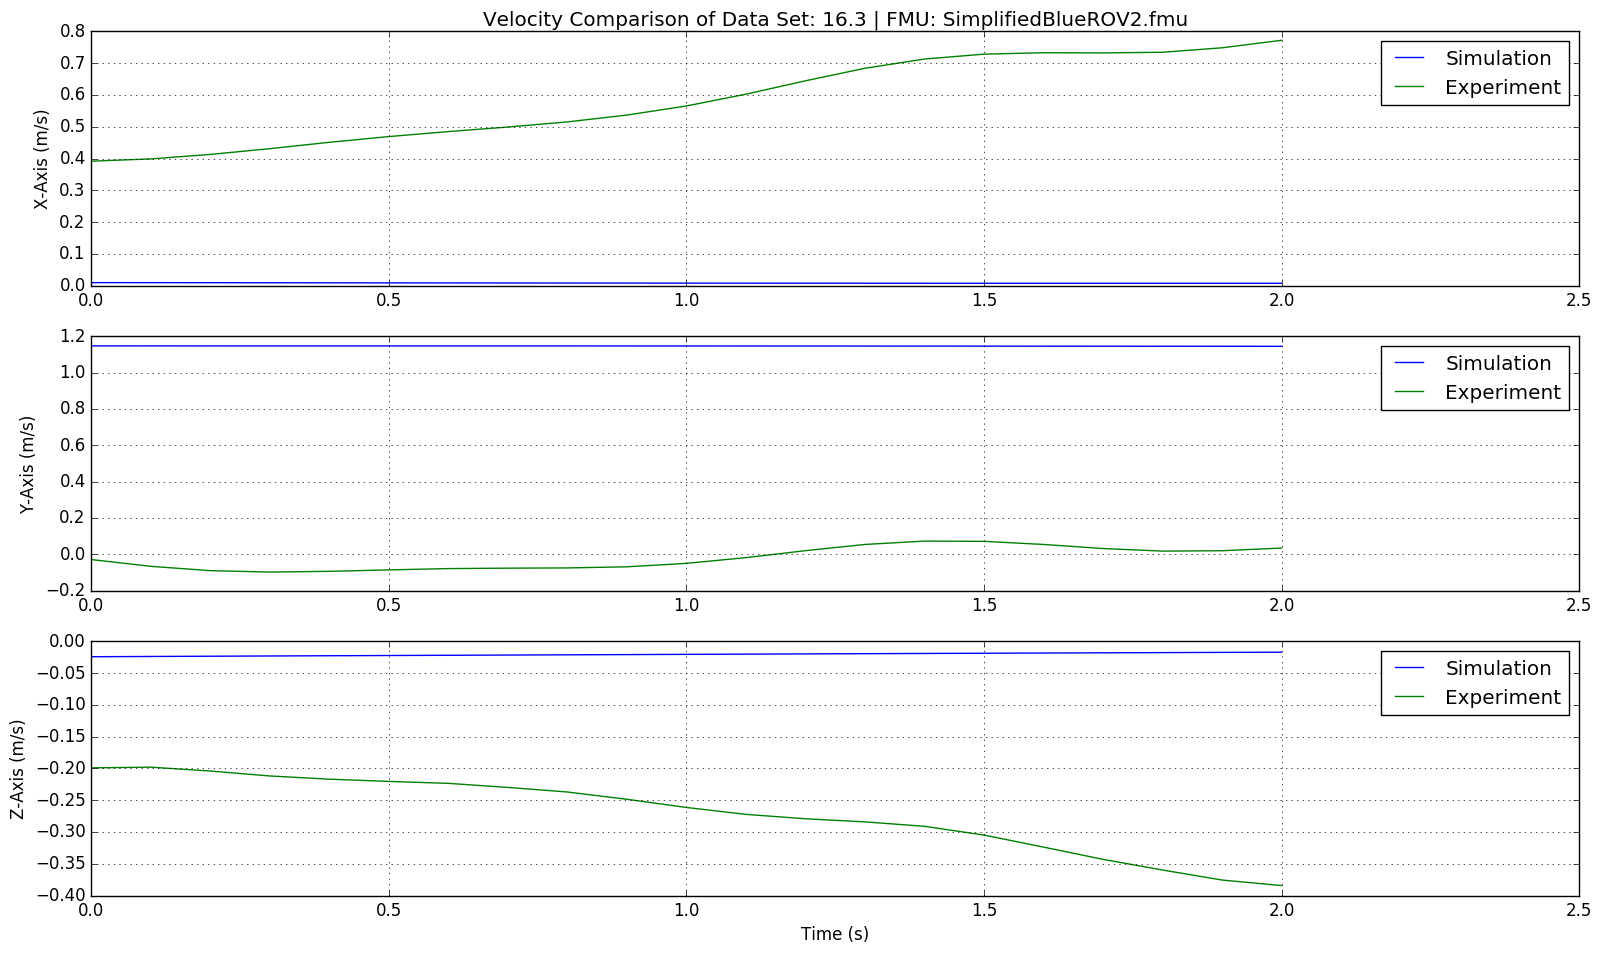 Velocity Comparison of Data Set: 16.3 | FMU: SimplifiedBlueROV2.fmu
X-Axis (m/s)
0.8
0.7
0.6
0.5
0.4
0.3
0.2
0.1
0.0
Simulation
Experiment
0.0 0.5 1.0 1.5 2.0 2.5
Y-Axis (m/s)
1.2
1.0
0.8
0.6
0.4
0.2
0.0
−0.2
Simulation
Experiment
0.0 0.5 1.0 1.5 2.0 2.5
Z-Axis (m/s)
0.00
−0.05
−0.10
−0.15
−0.20
−0.25
−0.30
−0.35
−0.40
Simulation
Experiment
0.0 0.5 1.0 1.5 2.0 2.5
Time (s)